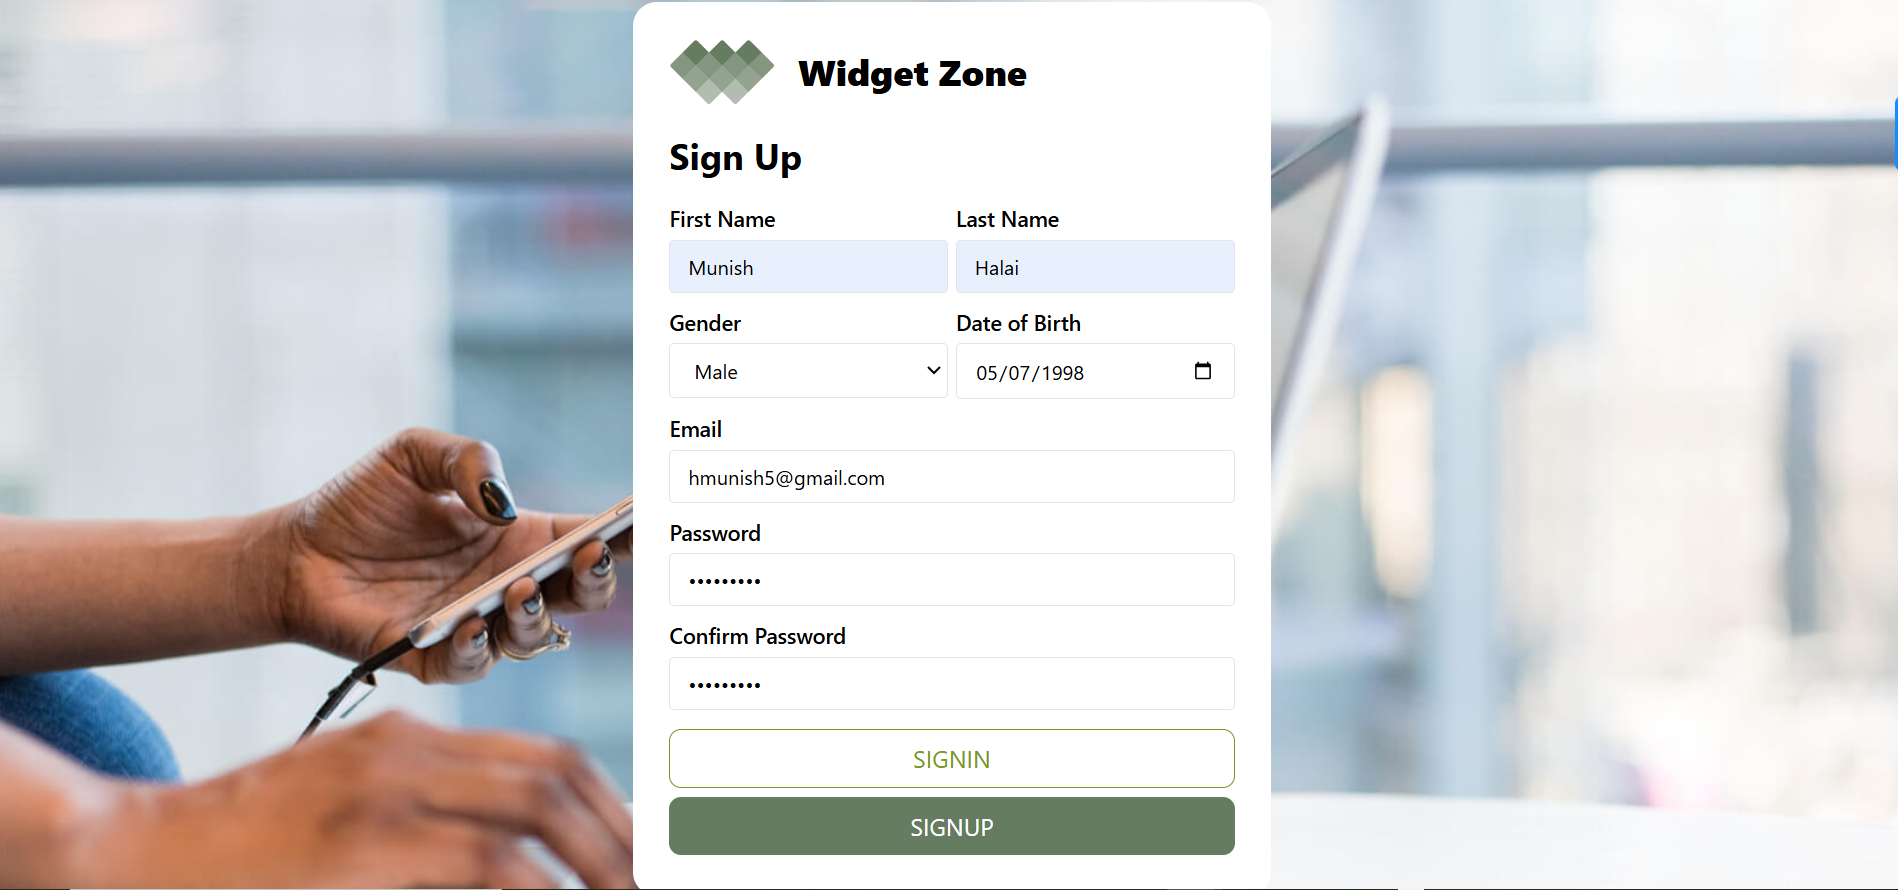 Widget Zone
Sign Up
First Name Last Name
Munish Halai
Gender Date of Birth
Male 05/07/1998
Email
hmunish5@gmail.com
Password
•••••••••
Confirm Password
•••••••••
SIGNIN
SIGNUP